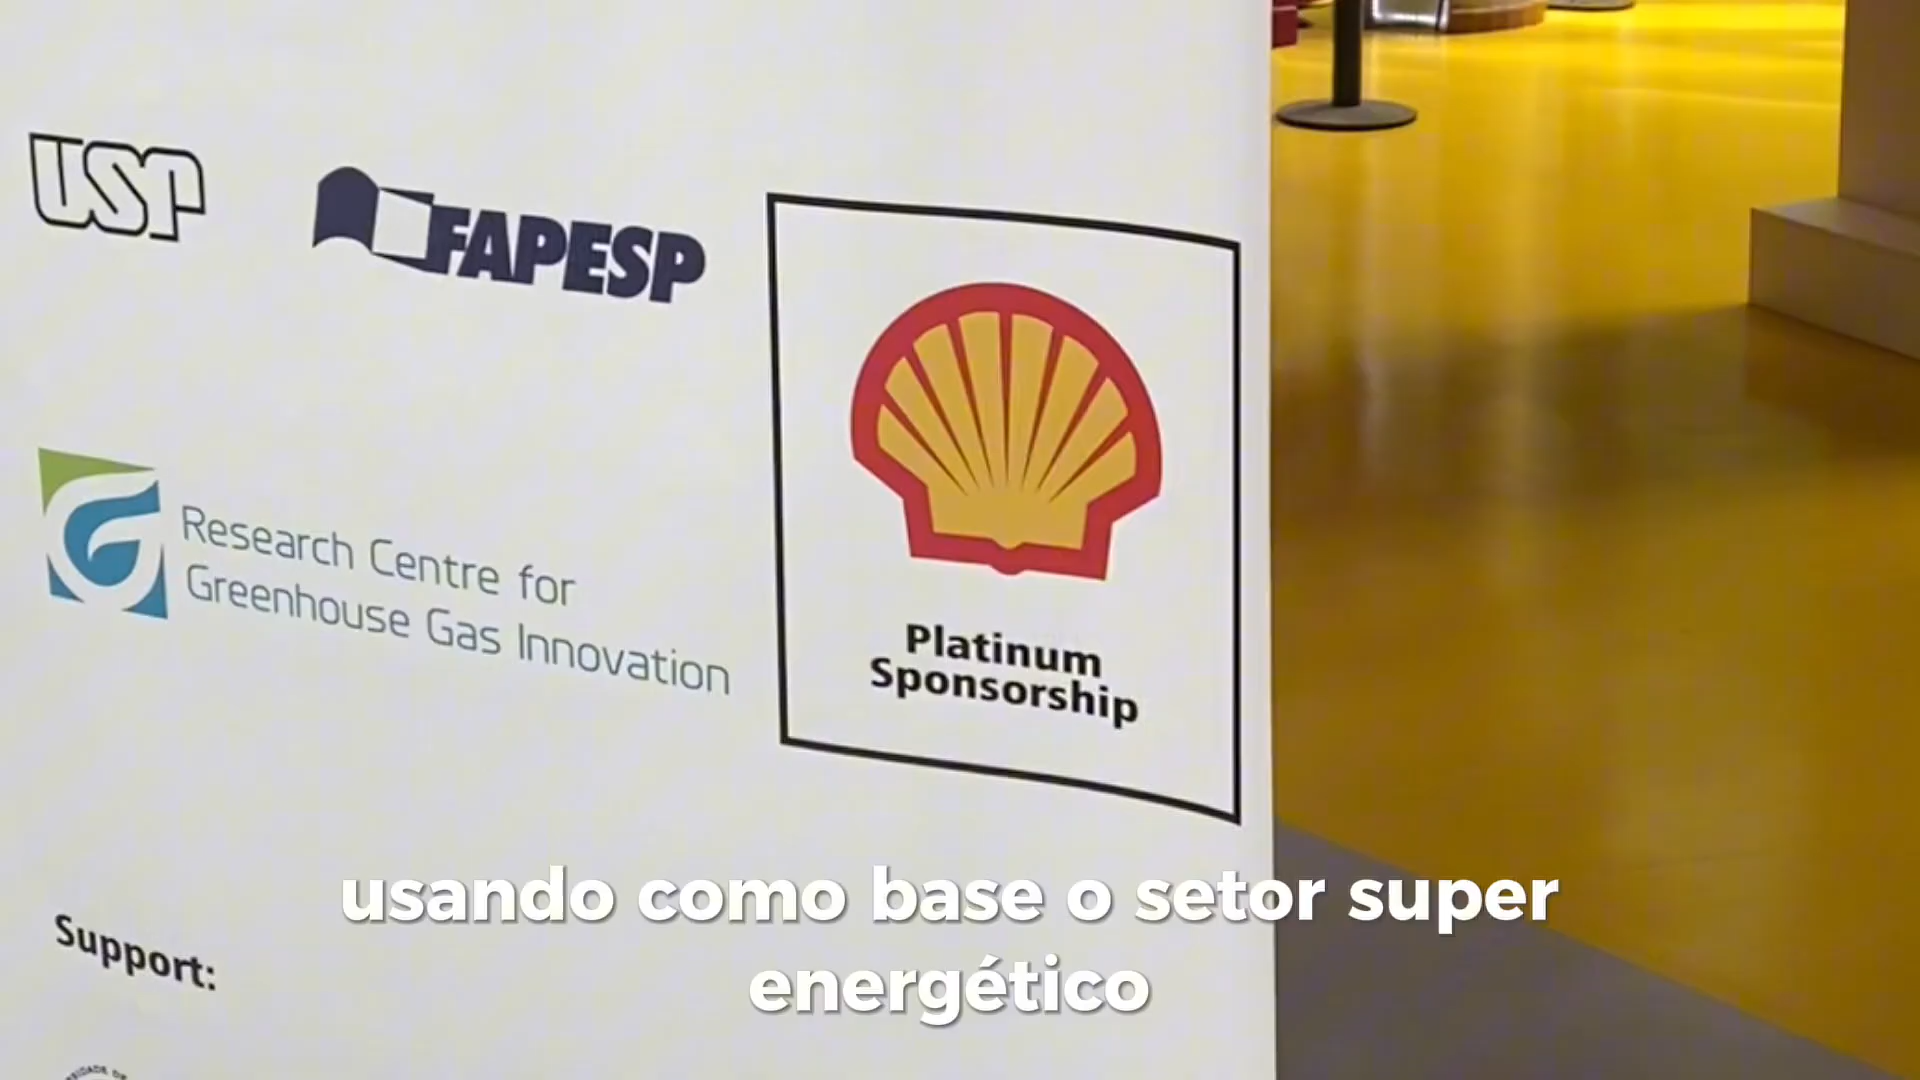 USP
FAPESP
Research Centre for
Greenhouse Gas Innovation
Platinum
Sponsorship
Support:
usando como base o setor super
energético